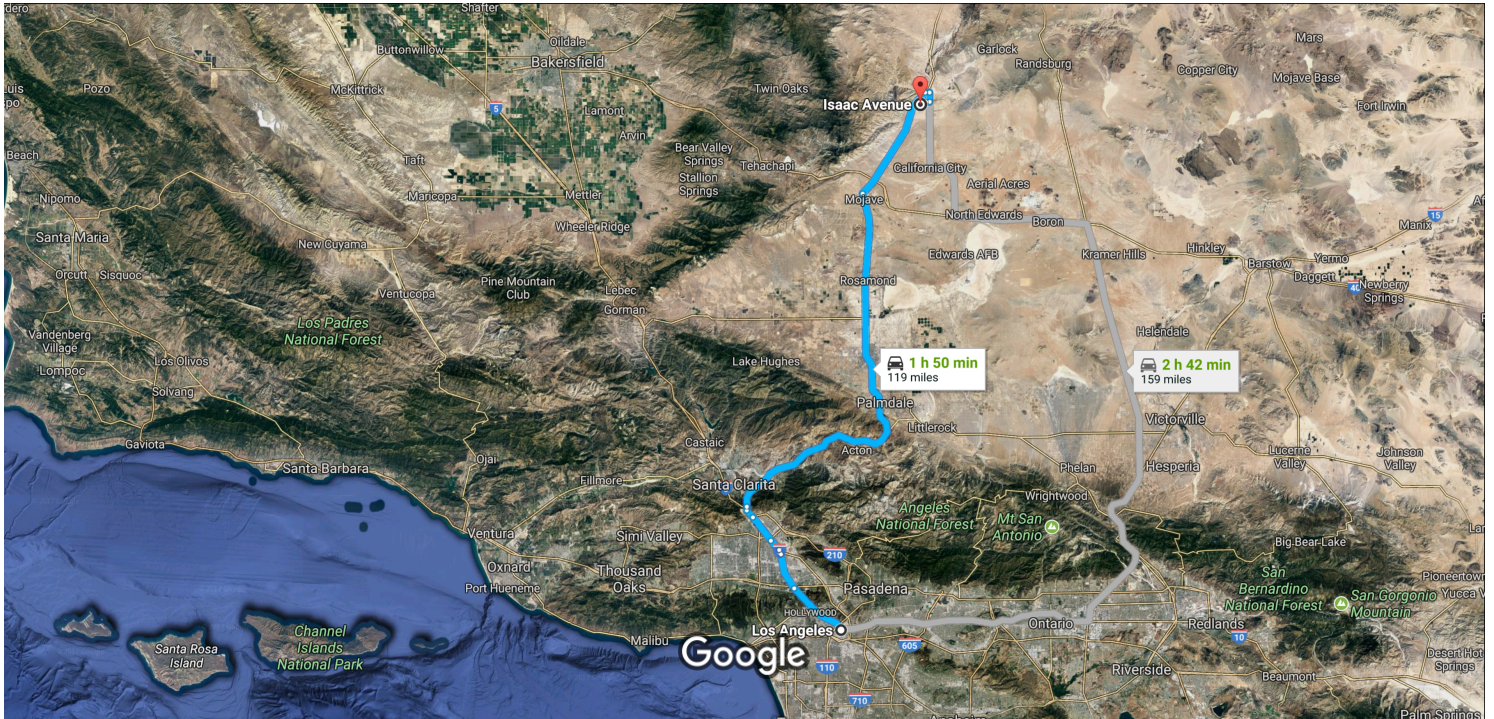 dero
Shafter
Buttonwillow
Oildale
Bakersfield
Garlock
Randsburg
Mars
Copper City
Mojave Base
Luis
spo
Pozo
McKittrick
5
Lamont
Twin Oaks
Isaac Avenue
Fort Irwin
Arvin
Beach
Taft
Bear Valley
Springs
Tehachapi
California City
Stallion
Springs
Aerial Acres
Nipomo
Maricopa
Mettler
Mojave
North Edwards
Boron
15
Manix
Santa Maria
New Cuyama
Wheeler Ridge
Edwards AFB
Kramer Hills
Hinkley
Yermo
Barstow
Daggett
Orcutt
Sisquoc
Ventucopa
Pine Mountain
Club
Lebec
Gorman
Rosamond
40
Newberry
Springs
Vandenberg
Village
Los Padres
National Forest
Helendale
Lompoc
Los Olivos
Solvang
Lake Hughes
1 h 50 min
119 miles
2 h 42 min
159 miles
Palmdale
Littlerock
Victorville
Gaviota
Santa Barbara
Ojai
Castaic
Acton
Lucerne
Valley
Johnson
Valley
Fillmore
Santa Clarita
Phelan
Hesperia
Wrightwood
Angeles
National Forest
Mt San
Antonio
Ventura
Simi Valley
210
Big Bear Lake
Oxnard
Port Hueneme
Thousand
Oaks
Pasadena
San
Bernardino
National Forest
San Gorgonio
Mountain
Pioneertown
Yucca V
HOLLYWOOD
Los Angeles
Ontario
Redlands
Channel
Islands
National Park
Santa Rosa
Island
Malibu
Google
605
10
110
Riverside
Desert Hot
Springs
Beaumont
710
Palm Springs